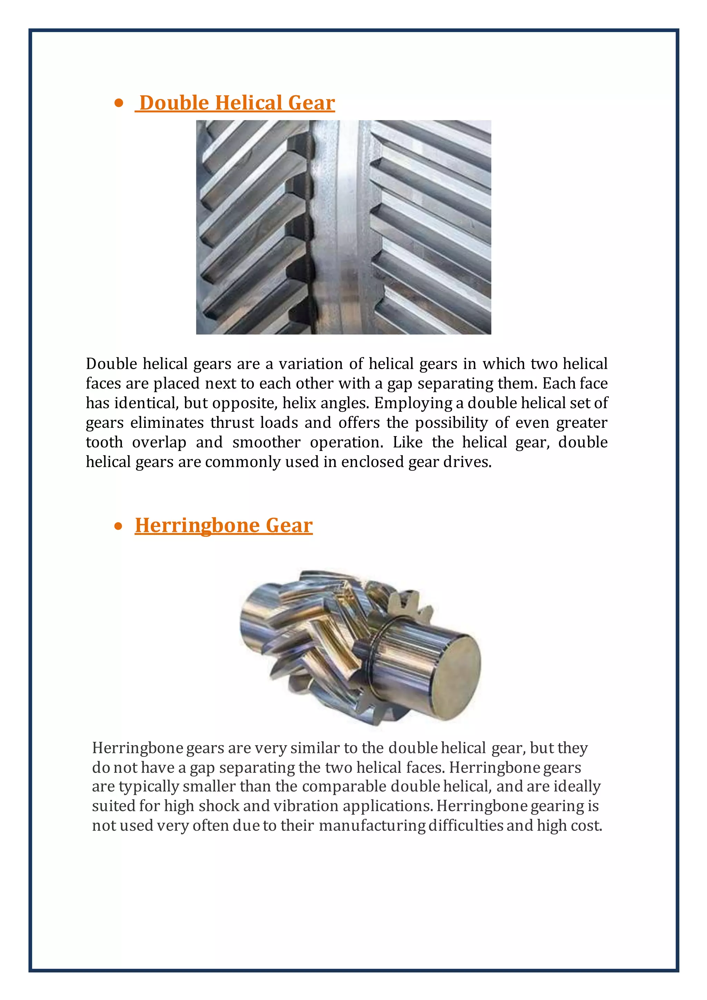 • Double Helical Gear
Double helical gears are a variation of helical gears in which two helical
faces are placed next to each other with a gap separating them. Each face
has identical, but opposite, helix angles. Employing a double helical set of
gears eliminates thrust loads and offers the possibility of even greater
tooth overlap and smoother operation. Like the helical gear, double
helical gears are commonly used in enclosed gear drives.
• Herringbone Gear
Herringbone gears are very similar to the double helical gear, but they
do not have a gap separating the two helical faces. Herringbone gears
are typically smaller than the comparable double helical, and are ideally
suited for high shock and vibration applications. Herringbone gearing is
not used very often due to their manufacturing difficulties and high cost.